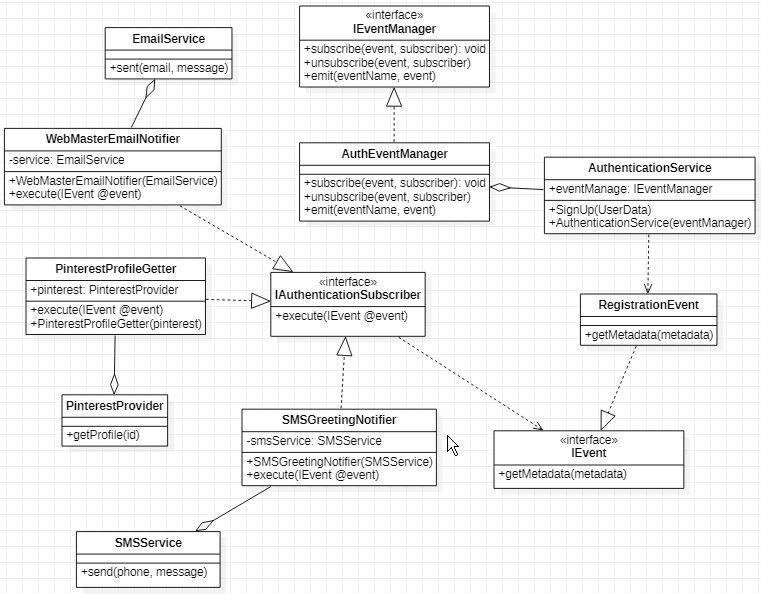 EmailService
+sent(email, message)
«interface»
IEventManager
+subscribe(event, subscriber): void
+unsubscribe(event, subscriber)
+emit(eventName, event)
WebMasterEmailNotifier
-service: EmailService
+WebMasterEmailNotifier(EmailService)
+execute(IEvent @event)
AuthEventManager
+subscribe(event, subscriber): void
+unsubscribe(event, subscriber)
+emit(eventName, event)
AuthenticationService
+eventManage: IEventManager
+SignUp(UserData)
+AuthenticationService(eventManager)
PinterestProfileGetter
+pinterest: PinterestProvider
+execute(IEvent @event)
+PinterestProfileGetter(pinterest)
«interface»
IAuthenticationSubscriber
+execute(IEvent @event)
RegistrationEvent
+getMetadata(metadata)
PinterestProvider
+getProfile(id)
SMSGreetingNotifier
-smsService: SMSService
+SMSGreetingNotifier(SMSService)
+execute(IEvent @event)
«interface»
IEvent
+getMetadata(metadata)
SMSService
+send(phone, message)